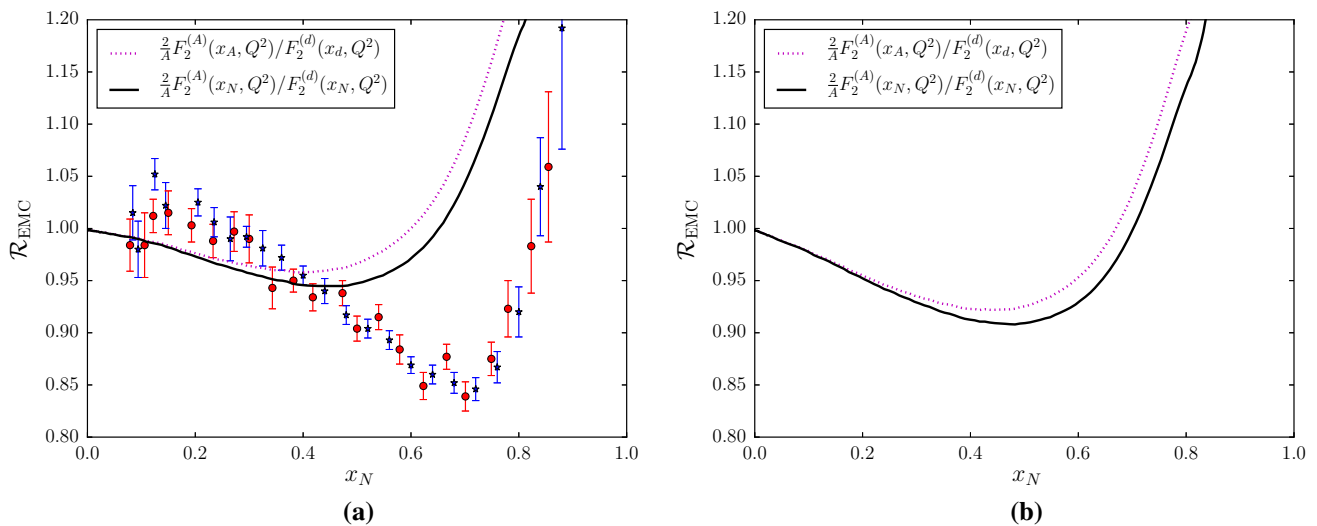 1.20
1.15
1.10
1.05
1.00
0.95
0.90
0.85
0.80
R_EMC
2/A F_2^(A)(x_A, Q^2)/F_2^(d)(x_d, Q^2)
2/A F_2^(A)(x_N, Q^2)/F_2^(d)(x_N, Q^2)
0.0 0.2 0.4 0.6 0.8 1.0
x_N
(a)
1.20
1.15
1.10
1.05
1.00
0.95
0.90
0.85
0.80
R_EMC
2/A F_2^(A)(x_A, Q^2)/F_2^(d)(x_d, Q^2)
2/A F_2^(A)(x_N, Q^2)/F_2^(d)(x_N, Q^2)
0.0 0.2 0.4 0.6 0.8 1.0
x_N
(b)